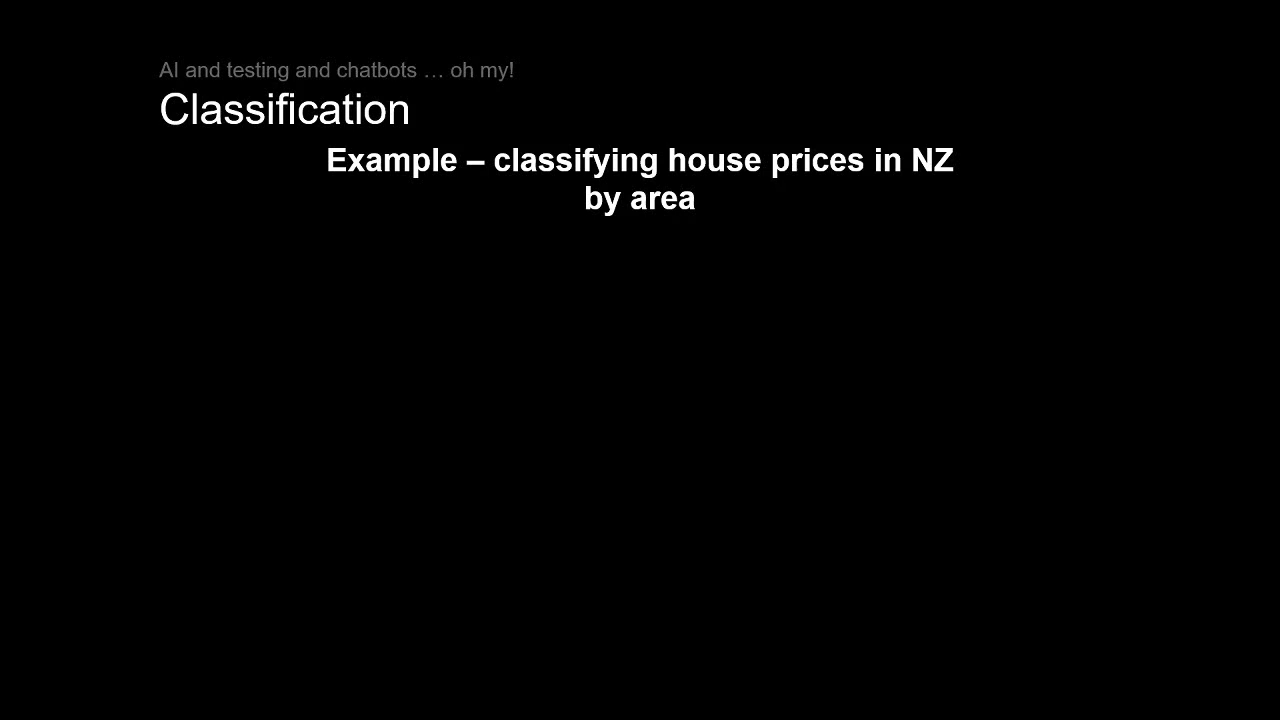 AI and testing and chatbots … oh my!
Classification
Example – classifying house prices in NZ
by area